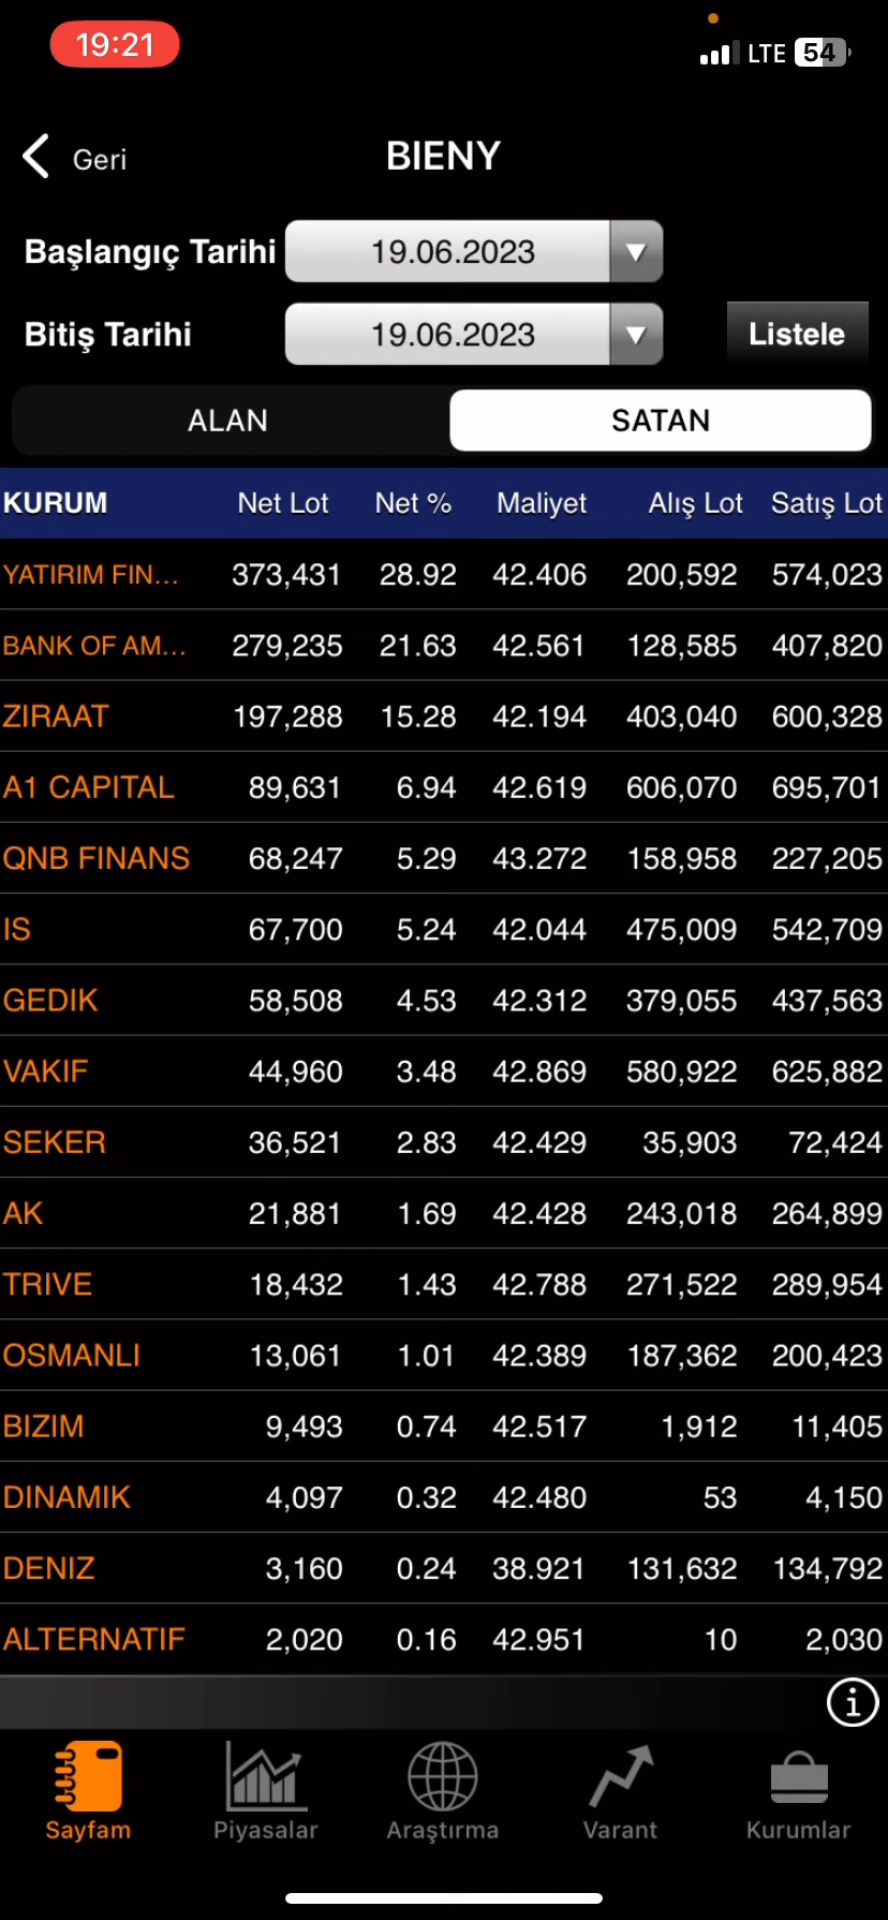 19:21 LTE 54
Geri BIENY
Başlangıç Tarihi 19.06.2023
Bitiş Tarihi 19.06.2023 Listele
ALAN SATAN
KURUM Net Lot Net % Maliyet Alış Lot Satış Lot
YATIRIM FIN... 373,431 28.92 42.406 200,592 574,023
BANK OF AM... 279,235 21.63 42.561 128,585 407,820
ZIRAAT 197,288 15.28 42.194 403,040 600,328
A1 CAPITAL 89,631 6.94 42.619 606,070 695,701
QNB FINANS 68,247 5.29 43.272 158,958 227,205
IS 67,700 5.24 42.044 475,009 542,709
GEDIK 58,508 4.53 42.312 379,055 437,563
VAKIF 44,960 3.48 42.869 580,922 625,882
SEKER 36,521 2.83 42.429 35,903 72,424
AK 21,881 1.69 42.428 243,018 264,899
TRIVE 18,432 1.43 42.788 271,522 289,954
OSMANLI 13,061 1.01 42.389 187,362 200,423
BIZIM 9,493 0.74 42.517 1,912 11,405
DINAMIK 4,097 0.32 42.480 53 4,150
DENIZ 3,160 0.24 38.921 131,632 134,792
ALTERNATIF 2,020 0.16 42.951 10 2,030
Sayfam Piyasalar Araştırma Varant Kurumlar